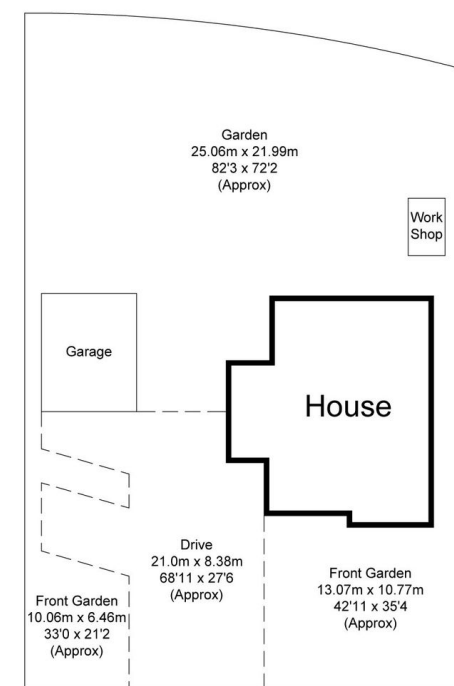 Garden
25.06m x 21.99m
82'3 x 72'2
(Approx)
Work
Shop
Garage
House
Drive
21.0m x 8.38m
68'11 x 27'6
(Approx)
Front Garden
10.06m x 6.46m
33'0 x 21'2
(Approx)
Front Garden
13.07m x 10.77m
42'11 x 35'4
(Approx)